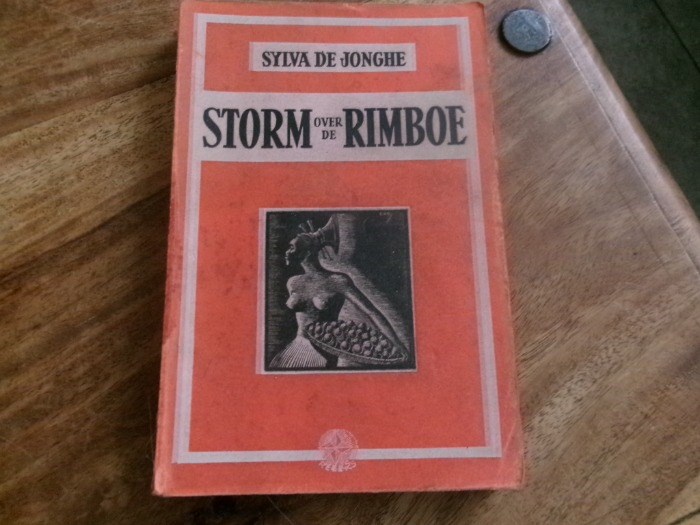 SYLVA DE JONGHE
STORM OVER DE RIMBOE